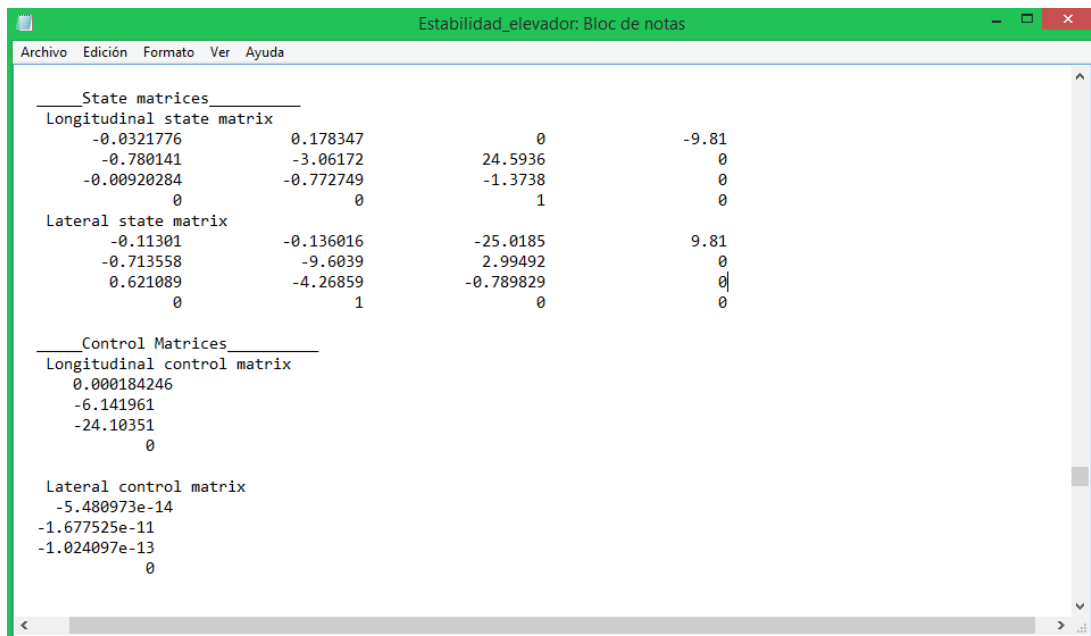 Estabilidad_elevador: Bloc de notas
Archivo Edición Formato Ver Ayuda
_____State matrices__________
Longitudinal state matrix
-0.0321776 0.178347 0 -9.81
-0.780141 -3.06172 24.5936 0
-0.00920284 -0.772749 -1.3738 0
0 0 1 0
Lateral state matrix
-0.11301 -0.136016 -25.0185 9.81
-0.713558 -9.6039 2.99492 0
0.621089 -4.26859 -0.789829 0
0 1 0 0
_____Control Matrices__________
Longitudinal control matrix
0.000184246
-6.141961
-24.10351
0
Lateral control matrix
-5.480973e-14
-1.677525e-11
-1.024097e-13
0